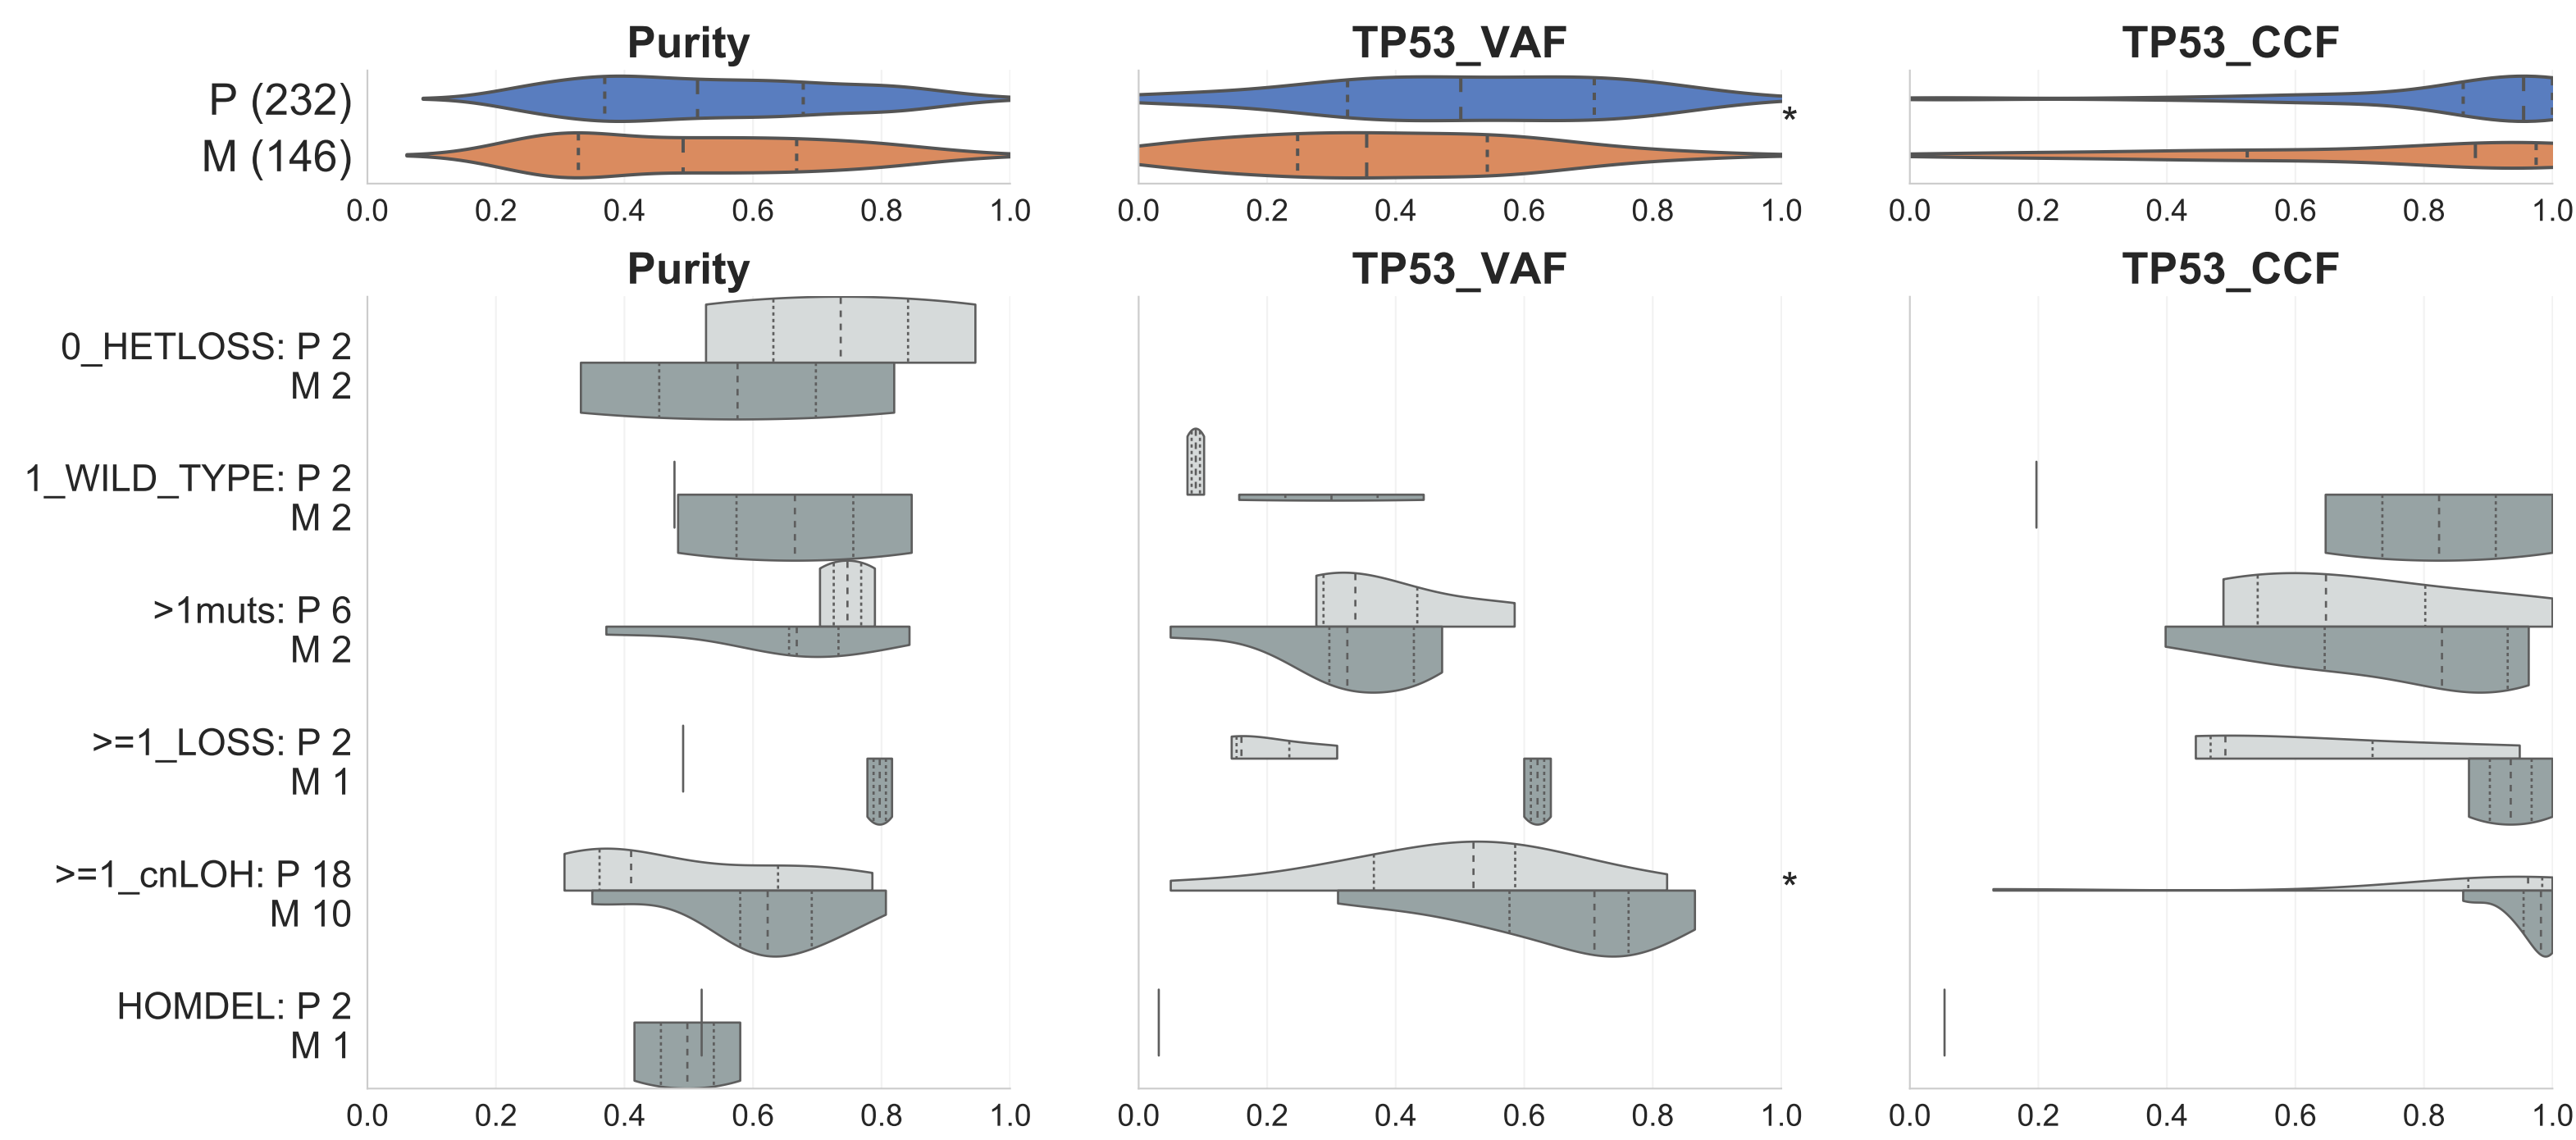 Purity TP53_VAF TP53_CCF
P (232)
*
M (146)
0.0 0.2 0.4 0.6 0.8 1.0 0.0 0.2 0.4 0.6 0.8 1.0 0.0 0.2 0.4 0.6 0.8 1.0
Purity TP53_VAF TP53_CCF
0_HETLOSS: P 2
M 2
1_WILD_TYPE: P 2
M 2
>1muts: P 6
M 2
>=1_LOSS: P 2
M 1
>=1_cnLOH: P 18 *
M 10
HOMDEL: P 2
M 1
0.0 0.2 0.4 0.6 0.8 1.0 0.0 0.2 0.4 0.6 0.8 1.0 0.0 0.2 0.4 0.6 0.8 1.0